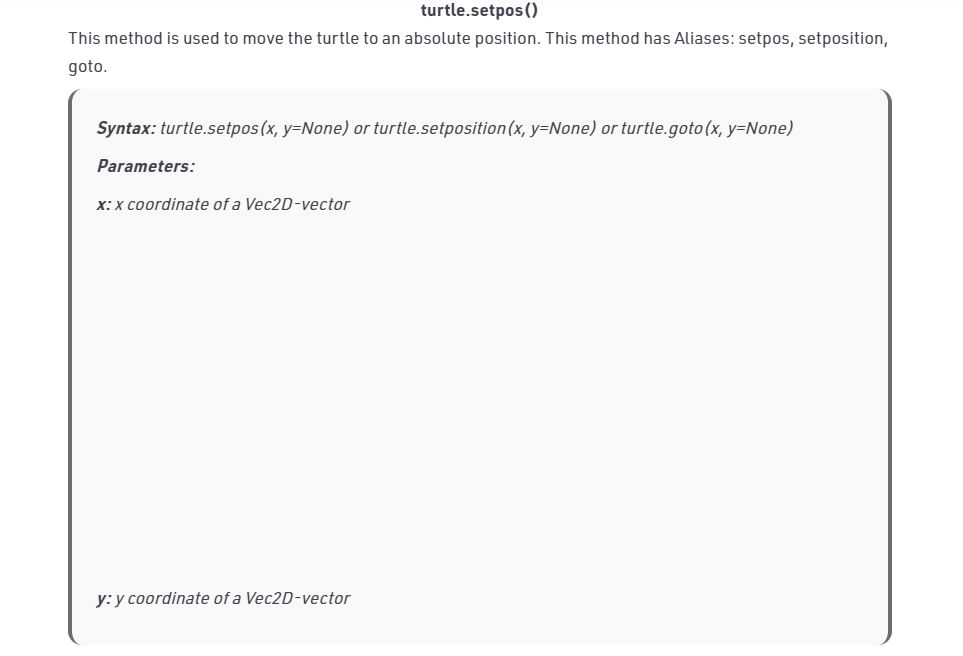 turtle.setpos()
This method is used to move the turtle to an absolute position. This method has Aliases: setpos, setposition,
goto.
Syntax: turtle.setpos(x, y=None) or turtle.setposition(x, y=None) or turtle.goto(x, y=None)
Parameters:
x: x coordinate of a Vec2D-vector
y: y coordinate of a Vec2D-vector